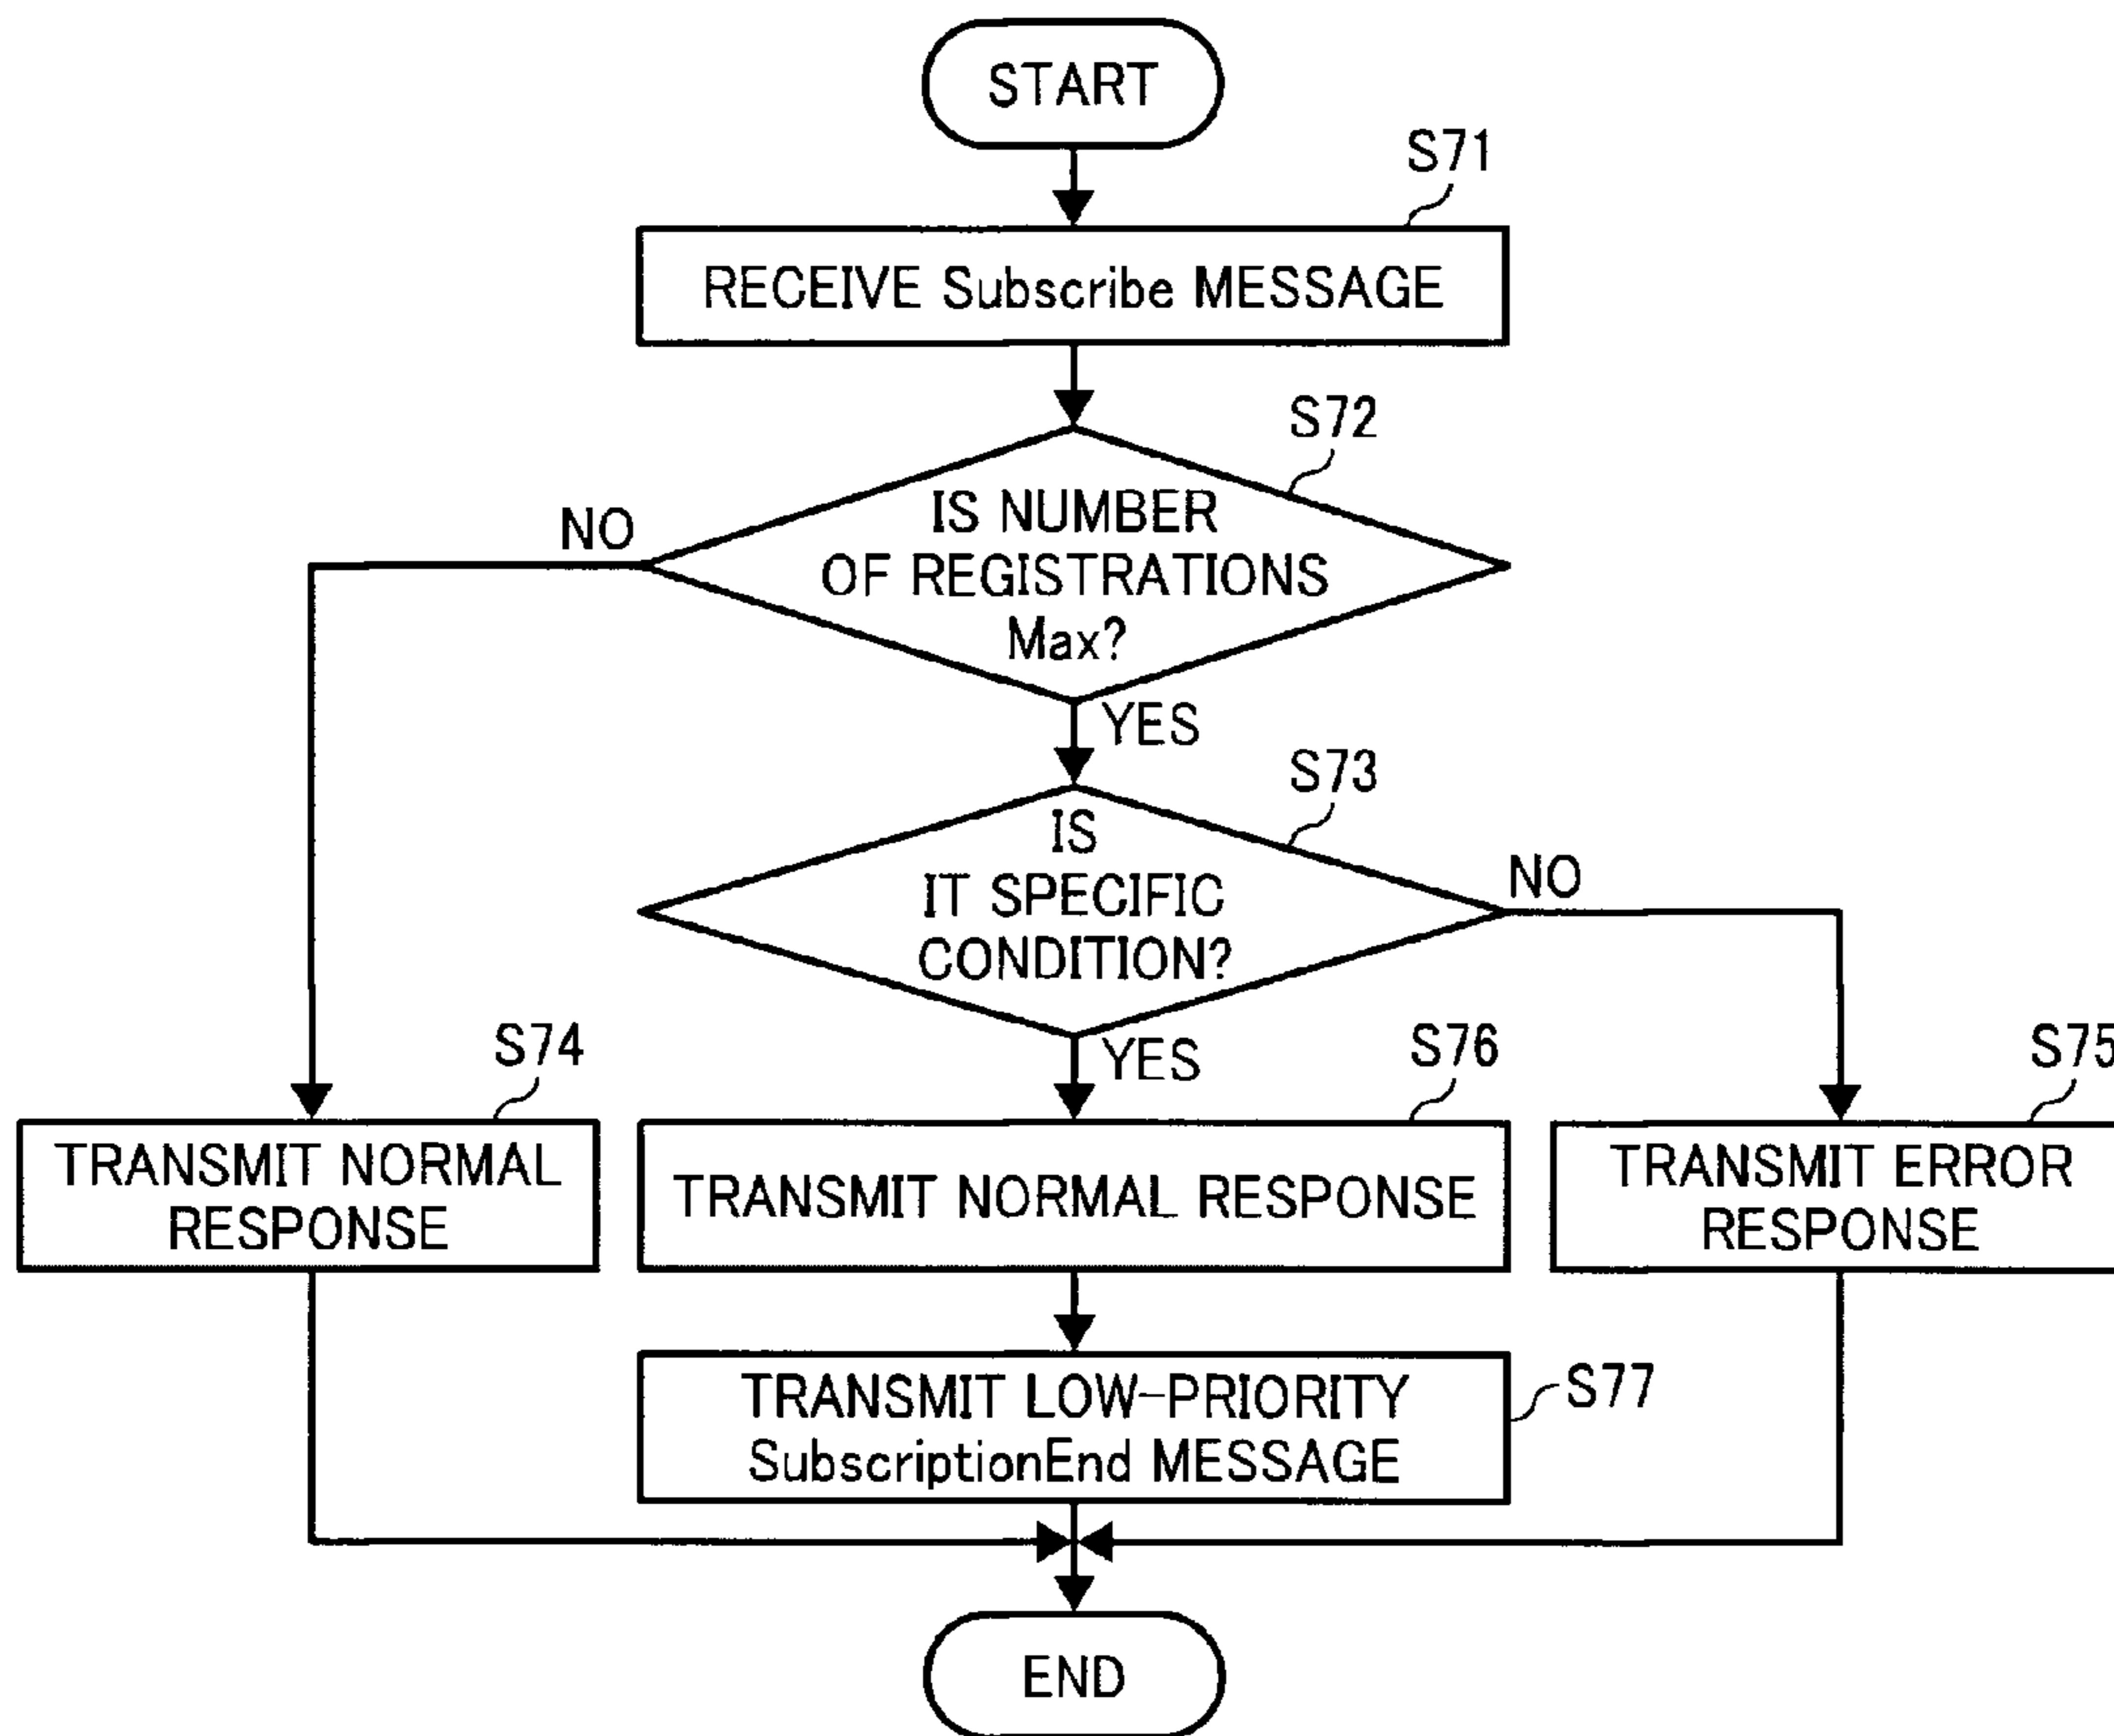 START
S71
RECEIVE Subscribe MESSAGE
S72
IS NUMBER
OF REGISTRATIONS
Max?
NO
YES
S73
IS
IT SPECIFIC
CONDITION?
NO
YES
S74
TRANSMIT NORMAL
RESPONSE
S76
TRANSMIT NORMAL RESPONSE
S75
TRANSMIT ERROR
RESPONSE
S77
TRANSMIT LOW-PRIORITY
SubscriptionEnd MESSAGE
END